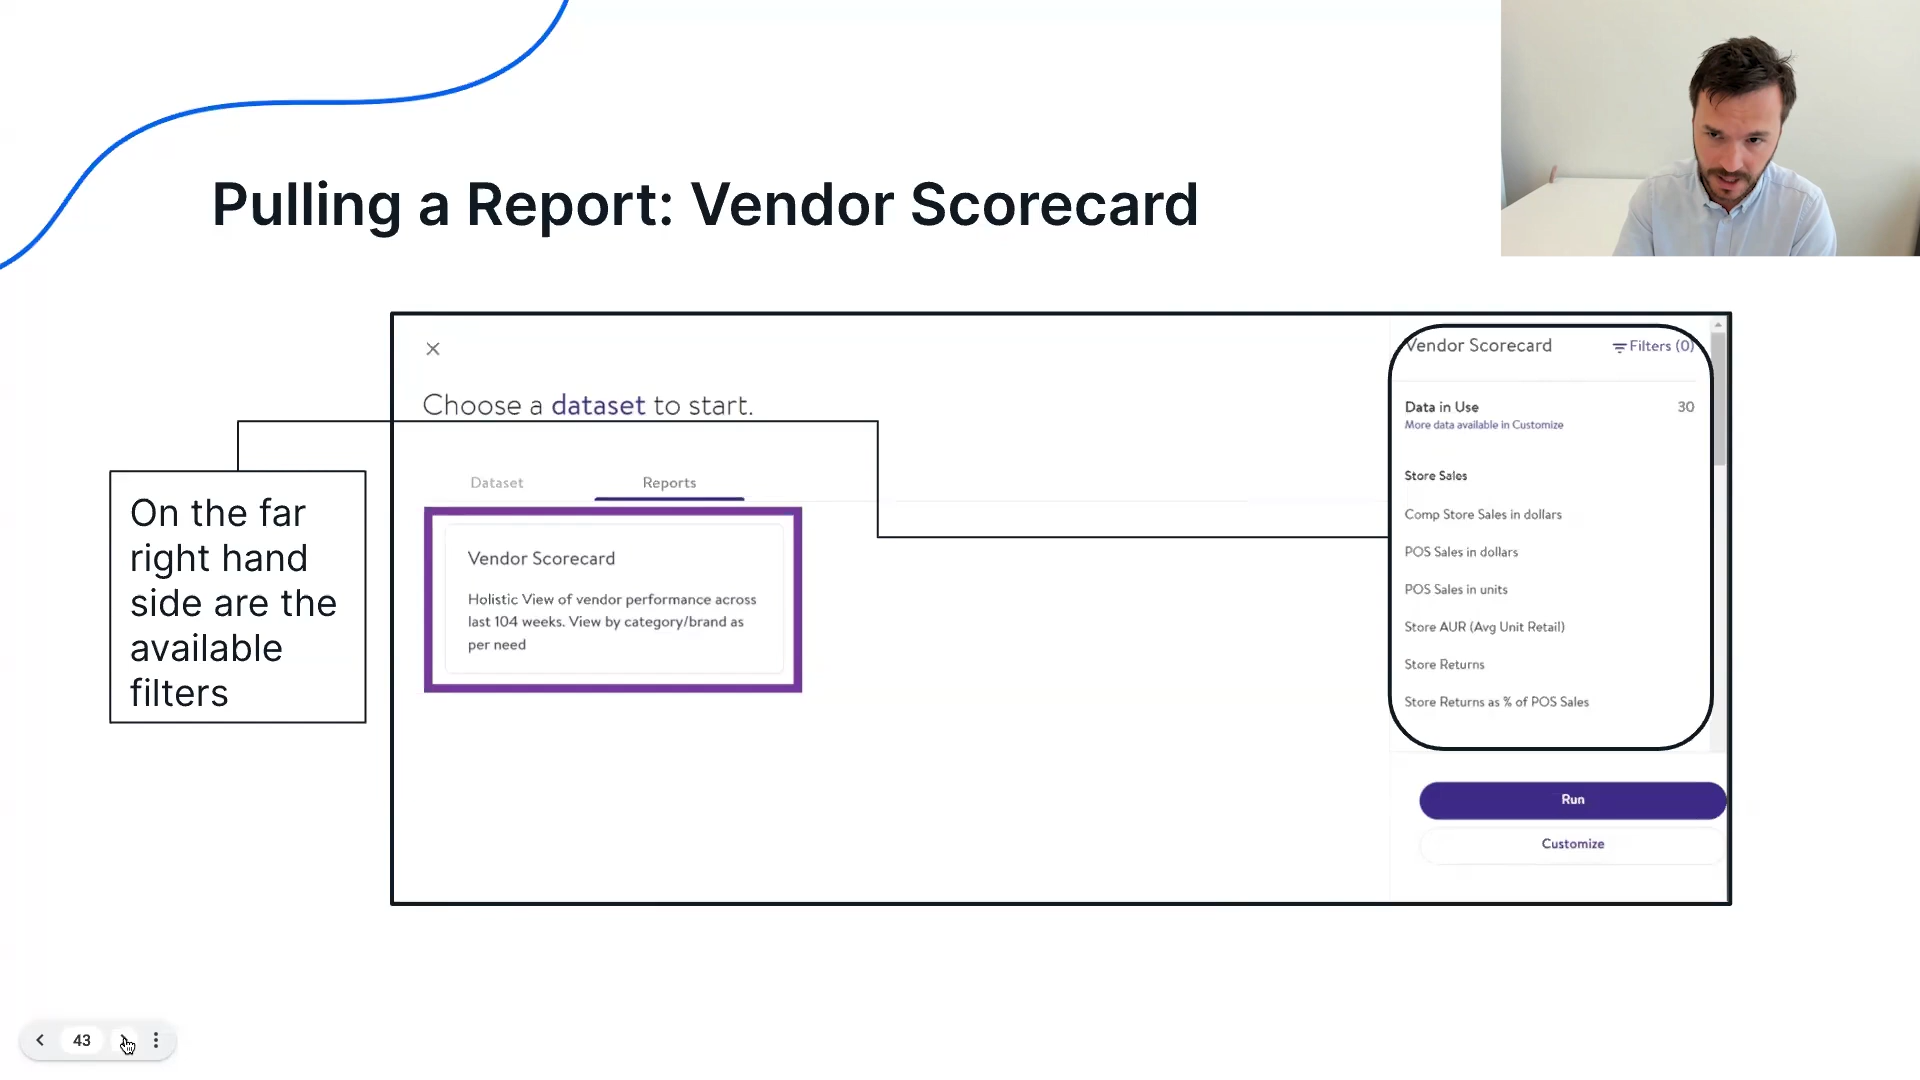 Pulling a Report: Vendor Scorecard
On the far
right hand
side are the
available
filters
Choose a dataset to start.
Dataset
Reports
Vendor Scorecard
Holistic View of vendor performance across
last 104 weeks. View by category/brand as
per need
Vendor Scorecard
Filters (0)
Data in Use
30
More data available in Customize
Store Sales
Comp Store Sales in dollars
POS Sales in dollars
POS Sales in units
Store AUR (Avg Unit Retail)
Store Returns
Store Returns as % of POS Sales
Run
Customize
43